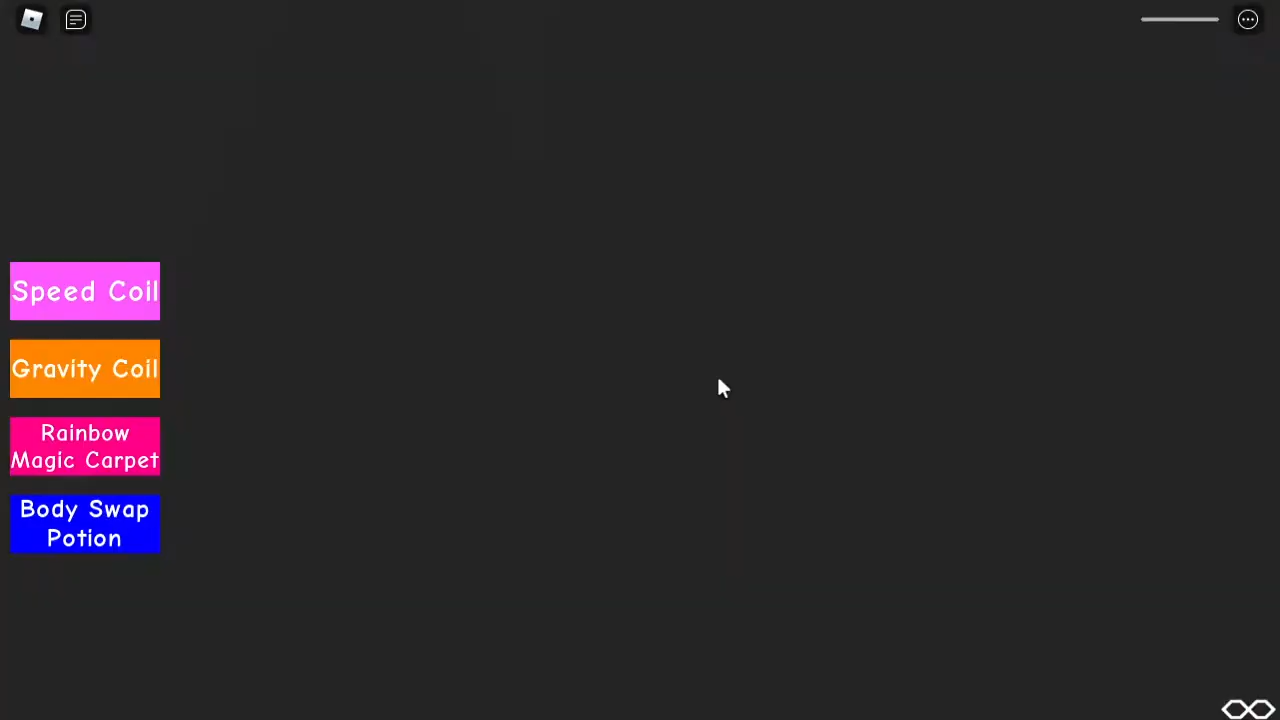 Speed Coil
Gravity Coil
Rainbow
Magic Carpet
Body Swap
Potion